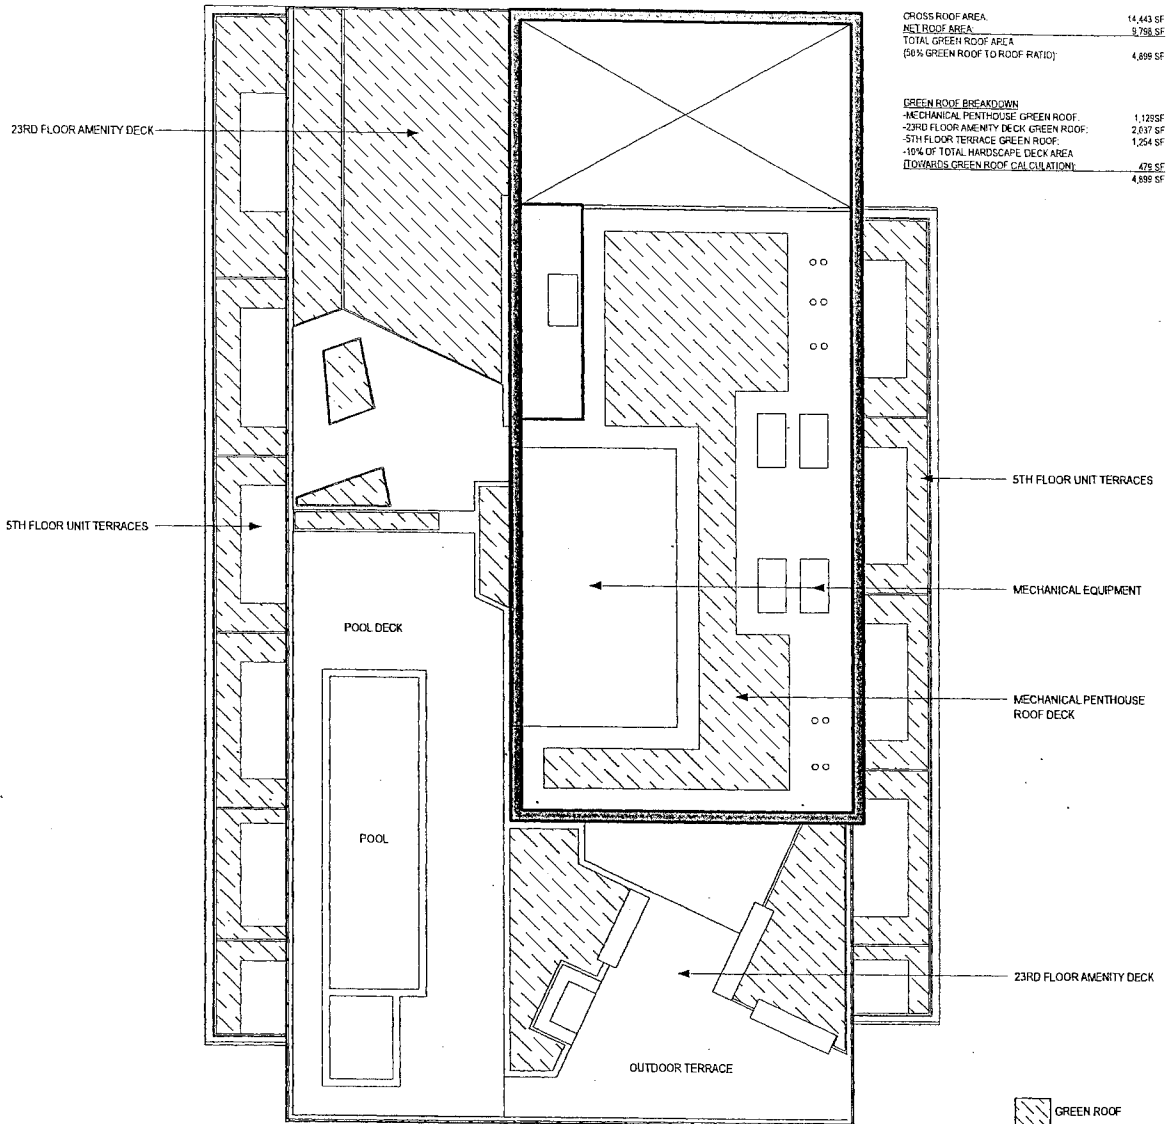 GROSS ROOF AREA: 14,443 SF
NET ROOF AREA: 9,798 SF
TOTAL GREEN ROOF AREA
(50% GREEN ROOF TO ROOF RATIO): 4,899 SF
GREEN ROOF BREAKDOWN
-MECHANICAL PENTHOUSE GREEN ROOF: 1,129SF
-23RD FLOOR AMENITY DECK GREEN ROOF: 2,037 SF
-5TH FLOOR TERRACE GREEN ROOF: 1,254 SF
-10% OF TOTAL HARDSCAPE DECK AREA
(TOWARDS GREEN ROOF CALCULATION): 479 SF
4,899 SF
23RD FLOOR AMENITY DECK
5TH FLOOR UNIT TERRACES
5TH FLOOR UNIT TERRACES
MECHANICAL EQUIPMENT
POOL DECK
MECHANICAL PENTHOUSE
ROOF DECK
POOL
23RD FLOOR AMENITY DECK
OUTDOOR TERRACE
GREEN ROOF